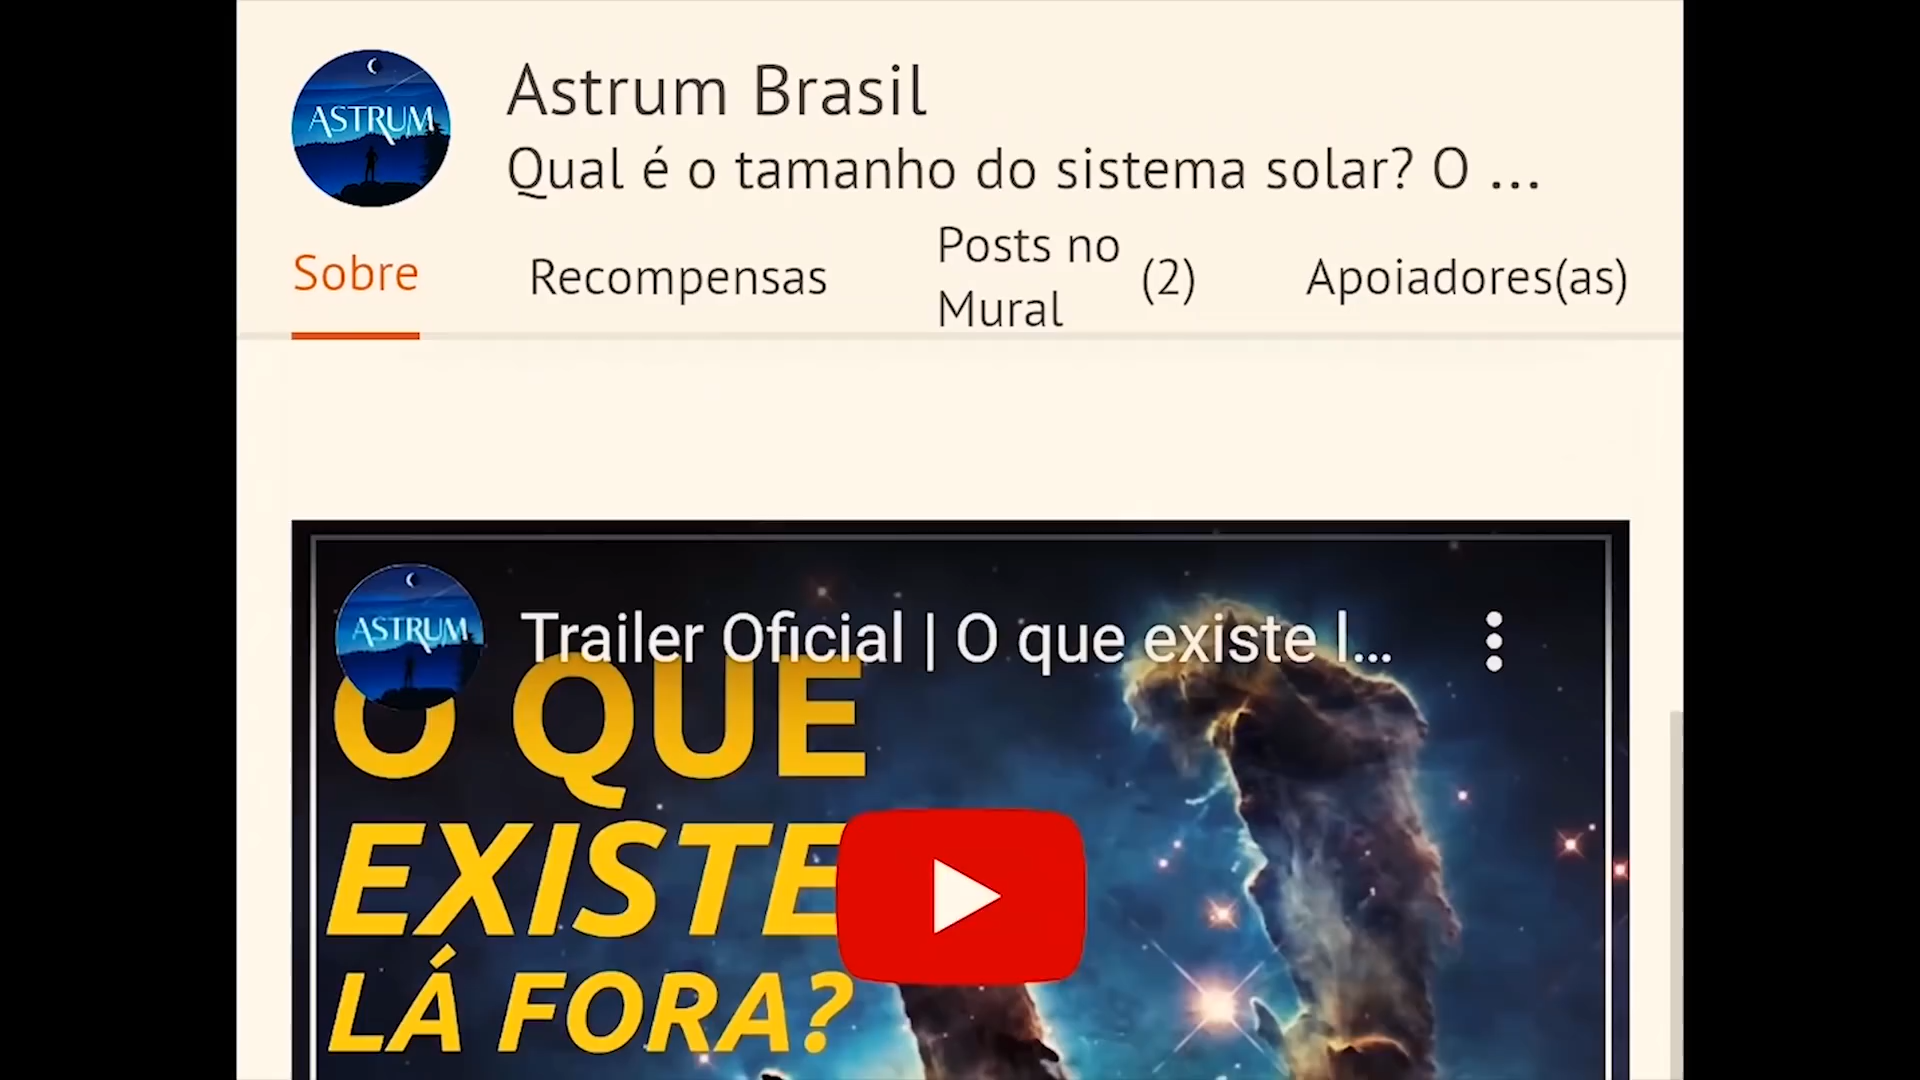 ASTRUM
Astrum Brasil
Qual é o tamanho do sistema solar? O ...
Sobre
Recompensas
Posts no
Mural
(2)
Apoiadores(as)
ASTRUM
Trailer Oficial | O que existe l...
O QUE
EXISTE
LÁ FORA?